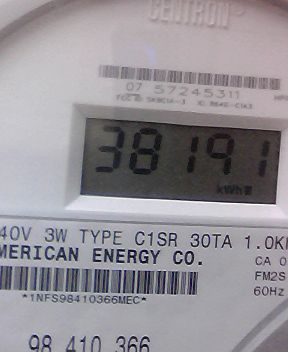 CENTRON®
07 57245311
38191
kWh
40V 3W TYPE C1SR 30TA 1.0K
MERICAN ENERGY CO.
CA 0
FM2S
60Hz
*1NFS98410366MEC*
98 410 366